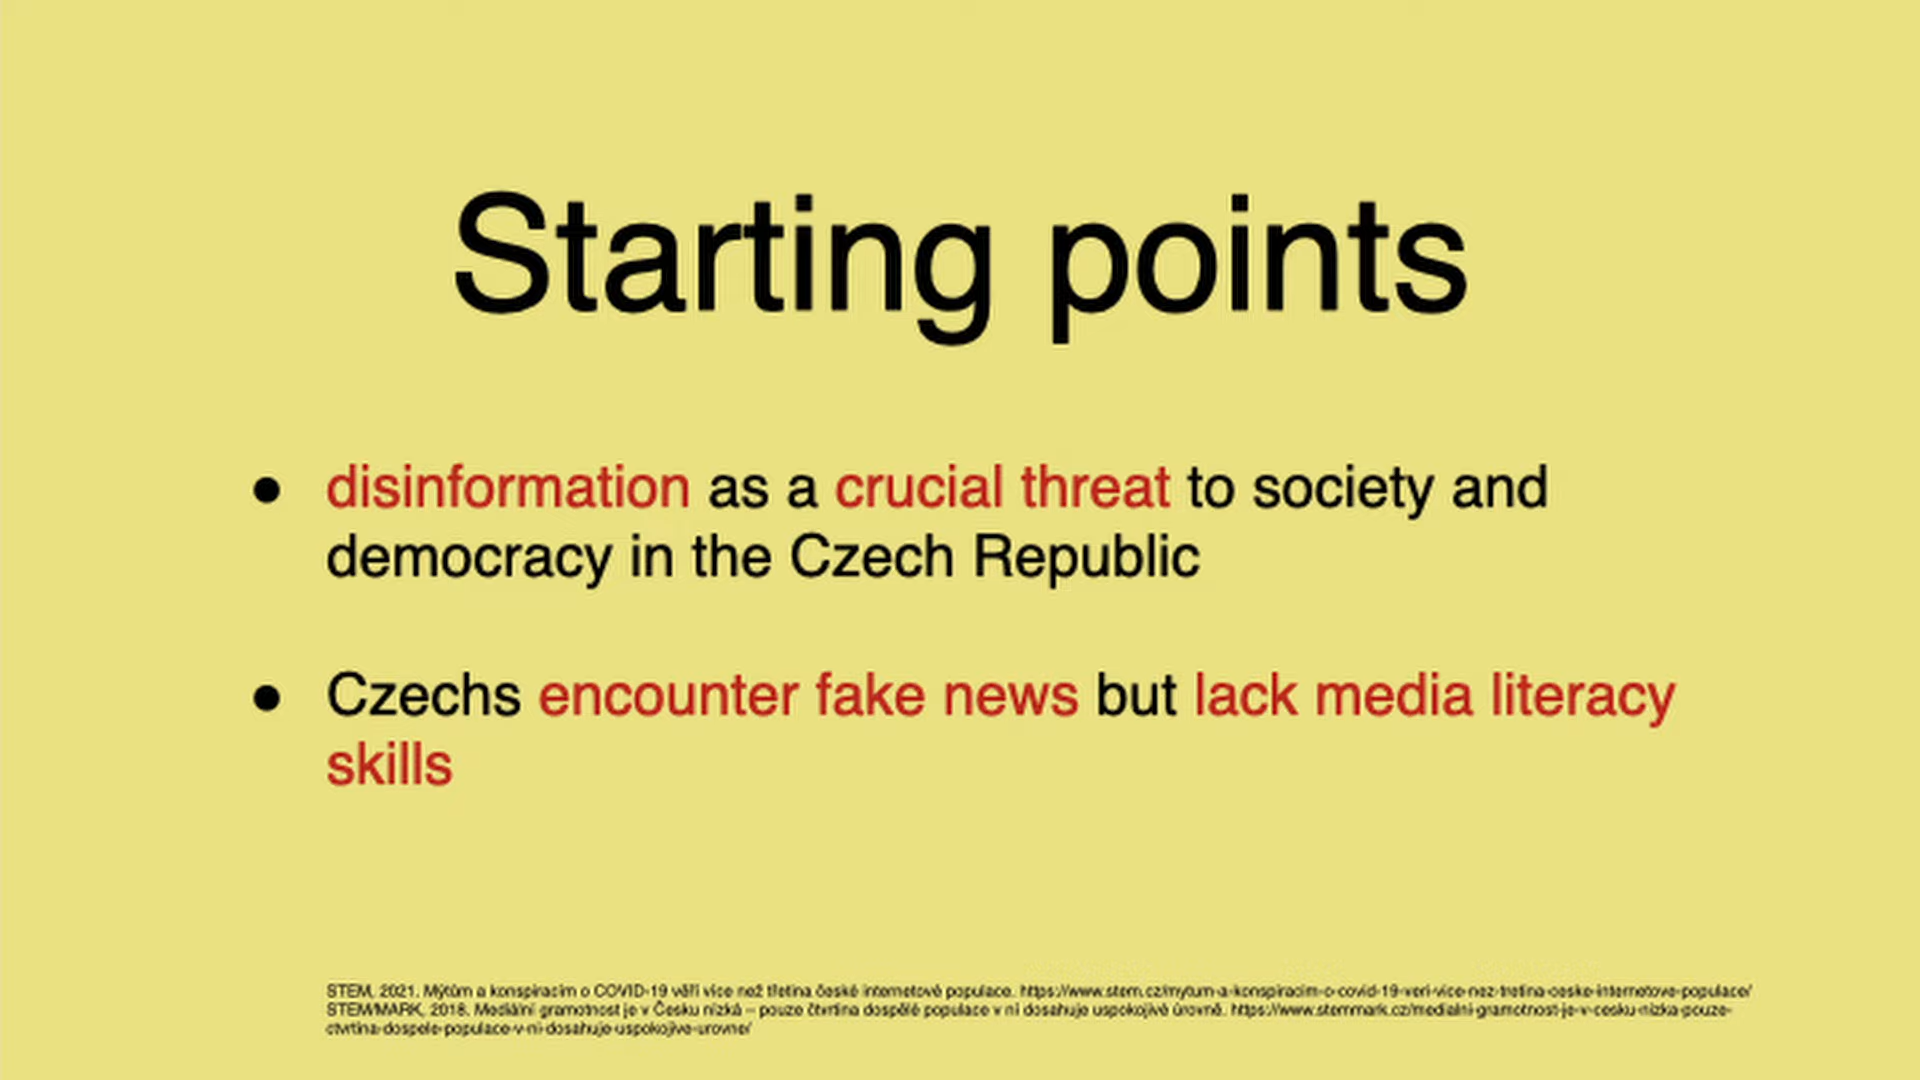 Starting points
● disinformation as a crucial threat to society and
democracy in the Czech Republic
● Czechs encounter fake news but lack media literacy
skills
STEM, 2021. Mýtům a konspiracím o COVID-19 věří více než třetina české internetové populace. https://www.stem.cz/mytum-a-konspiracim-o-covid-19-veri-vice-nez-tretina-ceske-internetove-populace/
STEM/MARK, 2018. Mediální gramotnost je v Česku nízká – pouze čtvrtina dospělé populace v ní dosahuje uspokojivé úrovně. https://www.stemmark.cz/medialni-gramotnost-je-v-cesku-nizka-pouze-
ctvrtina-dospele-populace-v-ni-dosahuje-uspokojive-urovne/